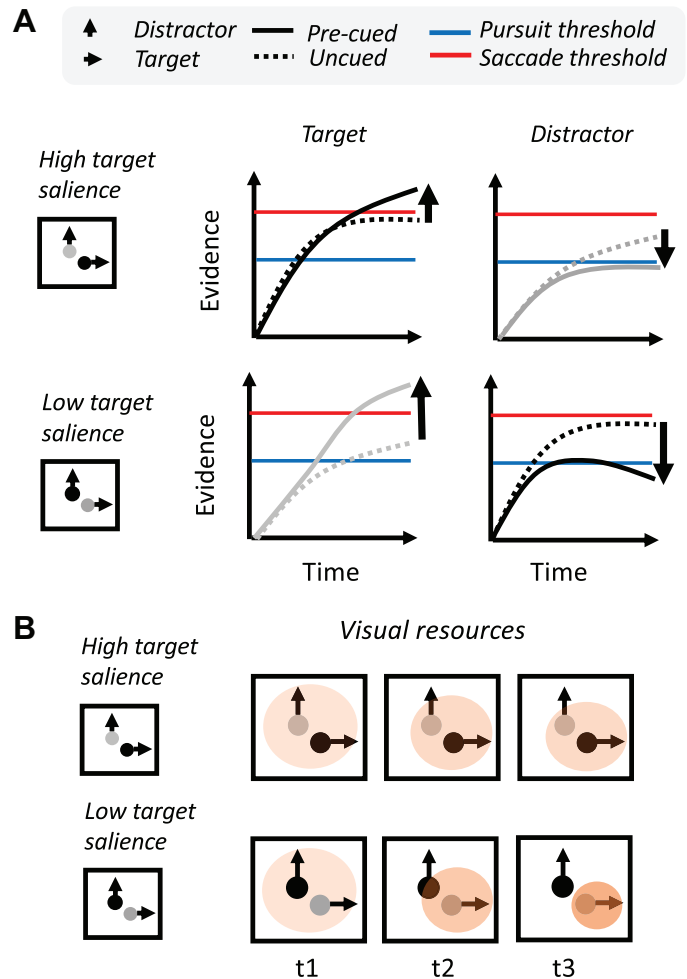 A
Distractor Pre-cued Pursuit threshold
Target Uncued Saccade threshold
Target Distractor
High target
salience
Evidence
Low target
salience
Evidence
Time Time
B
Visual resources
High target
salience
Low target
salience
t1 t2 t3